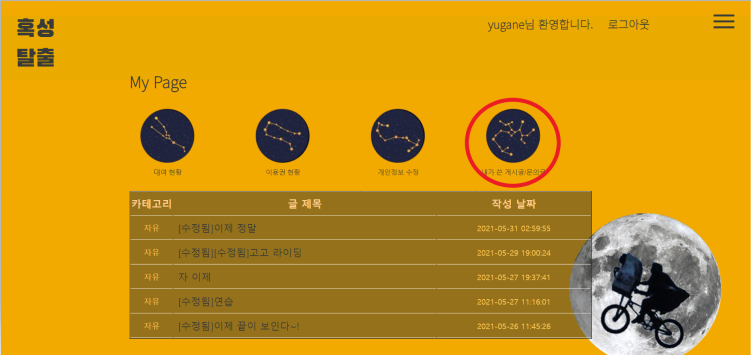 혹성
탈출
yugane님 환영합니다. 로그아웃
My Page
대여 현황
이용권 현황
개인정보 수정
내가 쓴 게시글/문의글
카테고리 글 제목 작성 날짜
자유 [수정됨]이제 정말 2021-05-31 02:59:55
자유 [수정됨][수정됨]고고 라이딩 2021-05-29 19:00:24
자유 자 이제 2021-05-27 19:37:41
자유 [수정됨]연습 2021-05-27 11:16:01
자유 [수정됨]이제 끝이 보인다~! 2021-05-26 11:45:26